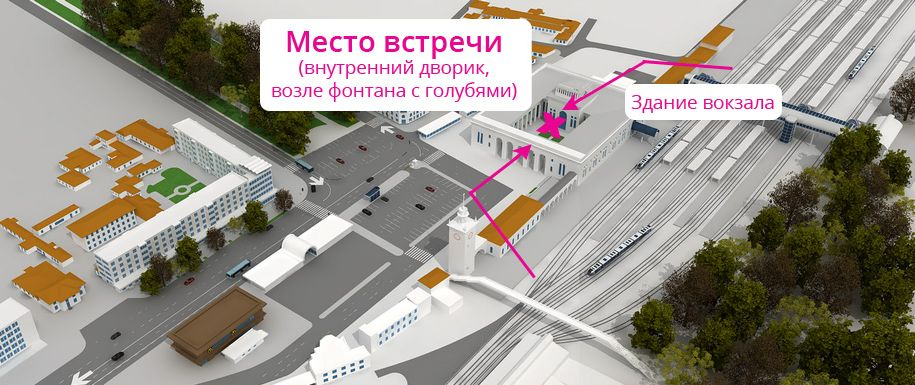 Место встречи
(внутренний дворик,
возле фонтана с голубями)
Здание вокзала